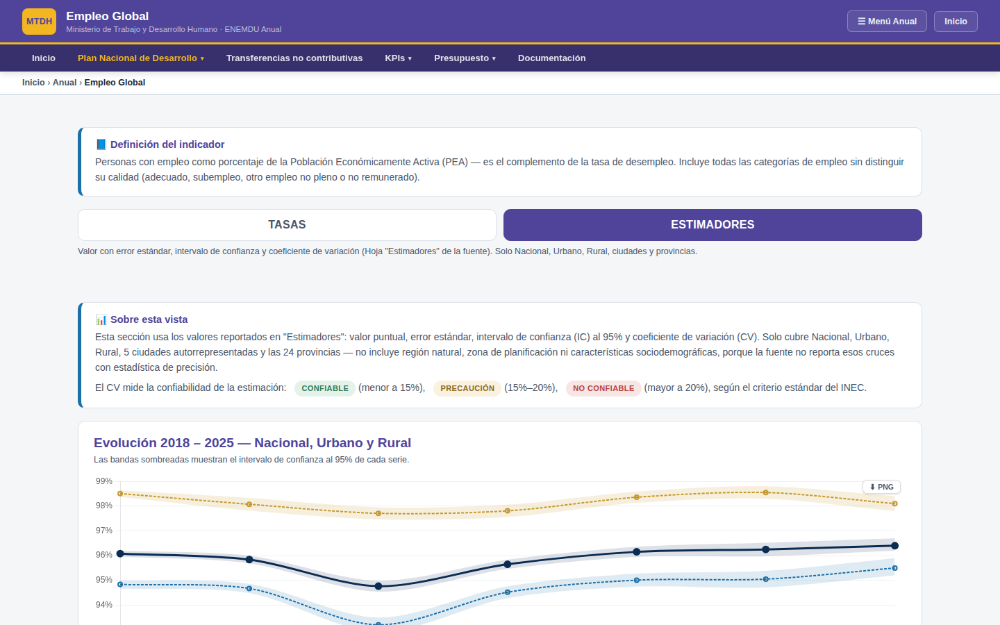 MTDH
Empleo Global
Ministerio de Trabajo y Desarrollo Humano · ENEMDU Anual
☰ Menú Anual
Inicio
Inicio
Plan Nacional de Desarrollo ▾
Transferencias no contributivas
KPIs ▾
Presupuesto ▾
Documentación
Inicio › Anual › Empleo Global
📘 Definición del indicador
Personas con empleo como porcentaje de la Población Económicamente Activa (PEA) — es el complemento de la tasa de desempleo. Incluye todas las categorías de empleo sin distinguir
su calidad (adecuado, subempleo, otro empleo no pleno o no remunerado).
TASAS
ESTIMADORES
Valor con error estándar, intervalo de confianza y coeficiente de variación (Hoja "Estimadores" de la fuente). Solo Nacional, Urbano, Rural, ciudades y provincias.
📊 Sobre esta vista
Esta sección usa los valores reportados en "Estimadores": valor puntual, error estándar, intervalo de confianza (IC) al 95% y coeficiente de variación (CV). Solo cubre Nacional, Urbano,
Rural, 5 ciudades autorrepresentadas y las 24 provincias — no incluye región natural, zona de planificación ni características sociodemográficas, porque la fuente no reporta esos cruces
con estadística de precisión.
El CV mide la confiabilidad de la estimación: CONFIABLE (menor a 15%), PRECAUCIÓN (15%–20%), NO CONFIABLE (mayor a 20%), según el criterio estándar del INEC.
Evolución 2018 – 2025 — Nacional, Urbano y Rural
Las bandas sombreadas muestran el intervalo de confianza al 95% de cada serie.
⬇ PNG
99%
98%
97%
96%
95%
94%